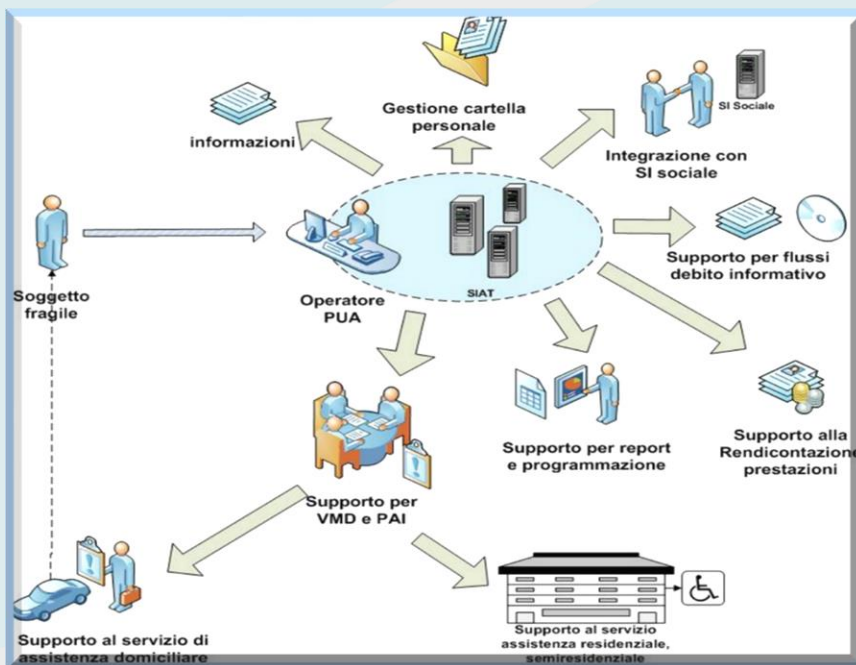 Gestione cartella
personale
SI Sociale
informazioni
Integrazione con
SI sociale
Supporto per flussi
debito informativo
Soggetto
fragile
Operatore
PUA
SIAT
Supporto per report
e programmazione
Supporto alla
Rendicontazione
prestazioni
Supporto per
VMD e PAI
Supporto al servizio di
assistenza domiciliare
Supporto al servizio
assistenza residenziale,
semiresidenziale